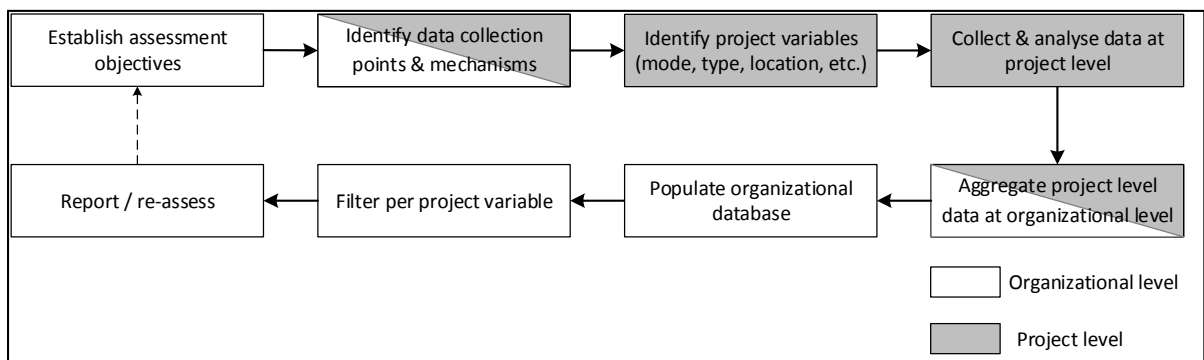 Establish assessment
objectives
Identify data collection
points & mechanisms
Identify project variables
(mode, type, location, etc.)
Collect & analyse data at
project level
Report / re-assess
Filter per project variable
Populate organizational
database
Aggregate project level
data at organizational level
Organizational level
Project level